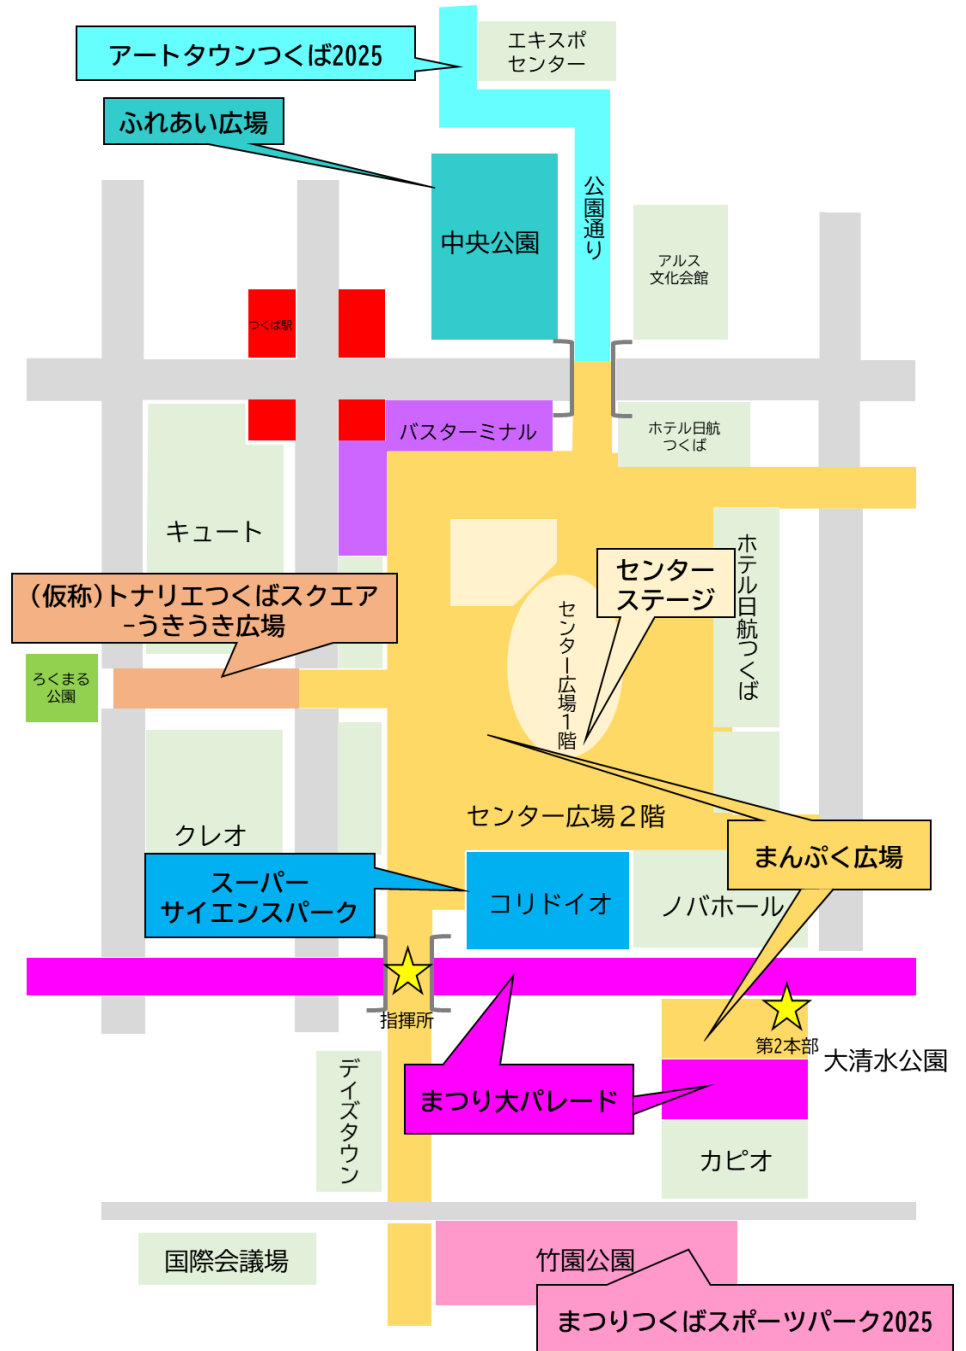 エキスポ
センター
アートタウンつくば2025
ふれあい広場
公園通り
中央公園
アルス
文化会館
つくば駅
バスターミナル
ホテル日航
つくば
キュート
ホテル日航つくば
センター
ステージ
(仮称)トナリエつくばスクエア
-うきうき広場
センター広場1階
ろくまる
公園
センター広場2階
クレオ
まんぷく広場
スーパー
サイエンスパーク
コリドイオ
ノバホール
指揮所
第2本部
大清水公園
デイズタウン
まつり大パレード
カピオ
国際会議場
竹園公園
まつりつくばスポーツパーク2025